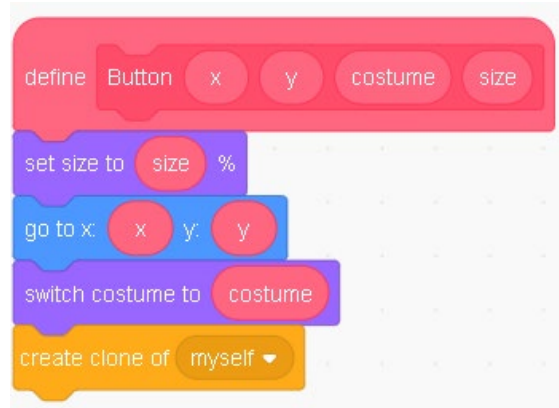 define Button x y costume size
set size to size %
go to x: x y: y
switch costume to costume
create clone of myself